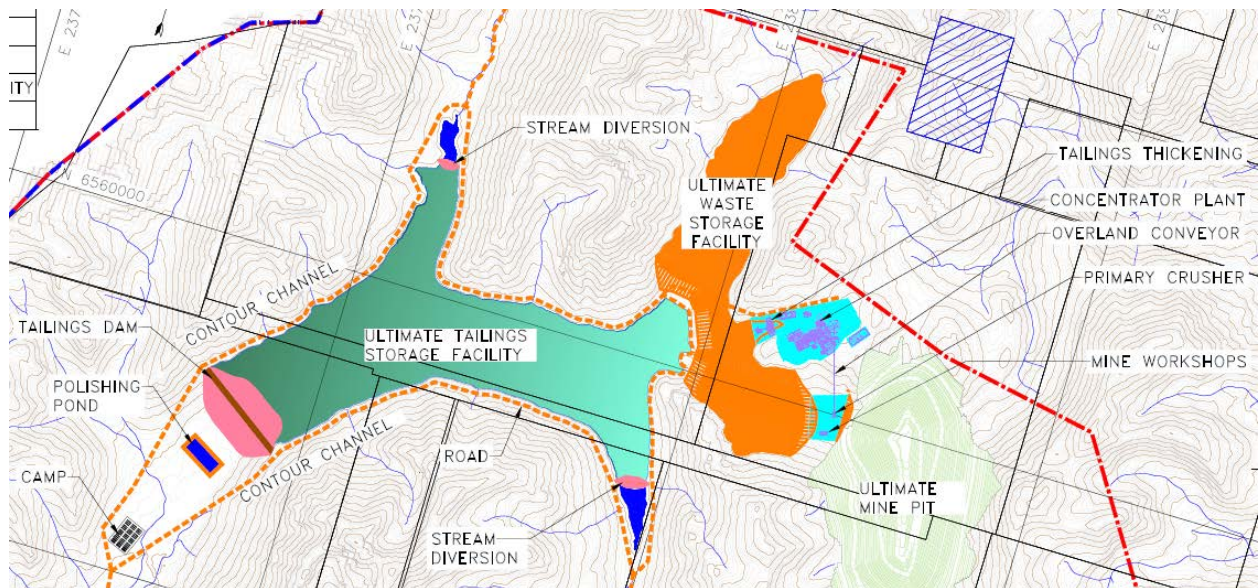 ITY
E 237
E 238
E 238
N 6560000
STREAM DIVERSION
TAILINGS THICKENING
ULTIMATE
WASTE
STORAGE
FACILITY
CONCENTRATOR PLANT
OVERLAND CONVEYOR
PRIMARY CRUSHER
CONTOUR CHANNEL
TAILINGS DAM
ULTIMATE TAILINGS
STORAGE FACILITY
MINE WORKSHOPS
POLISHING
POND
CONTOUR CHANNEL
ROAD
CAMP
ULTIMATE
MINE PIT
STREAM
DIVERSION